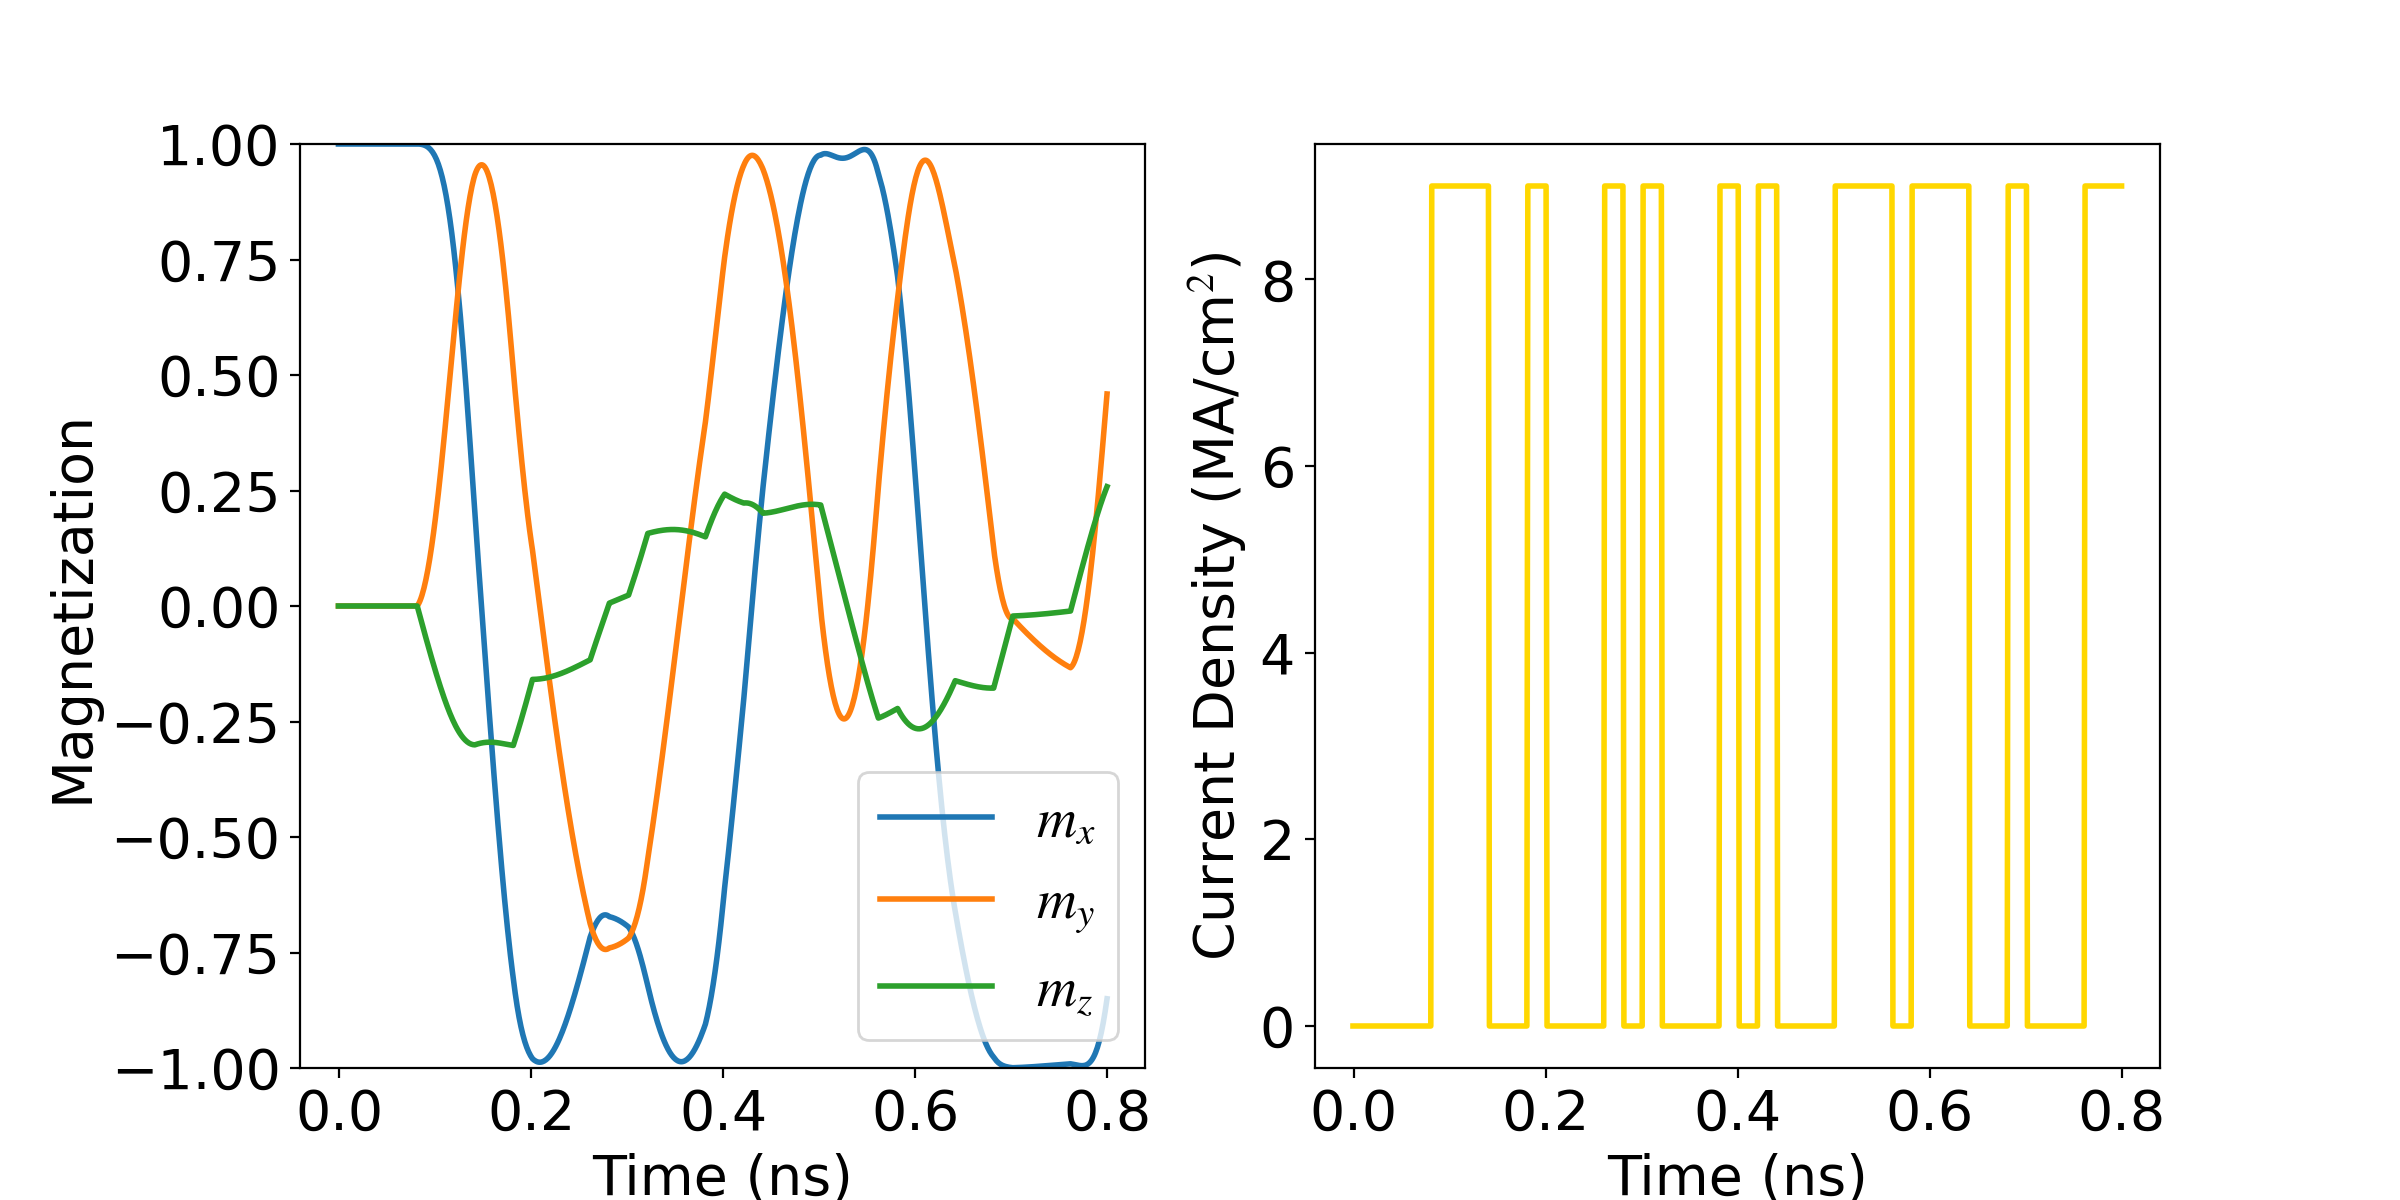 1.00
0.75
0.50
0.25
0.00
−0.25
−0.50
−0.75
−1.00
Magnetization
0.0 0.2 0.4 0.6 0.8
Time (ns)
m_x
m_y
m_z
Current Density (MA/cm²)
8
6
4
2
0
0.0 0.2 0.4 0.6 0.8
Time (ns)